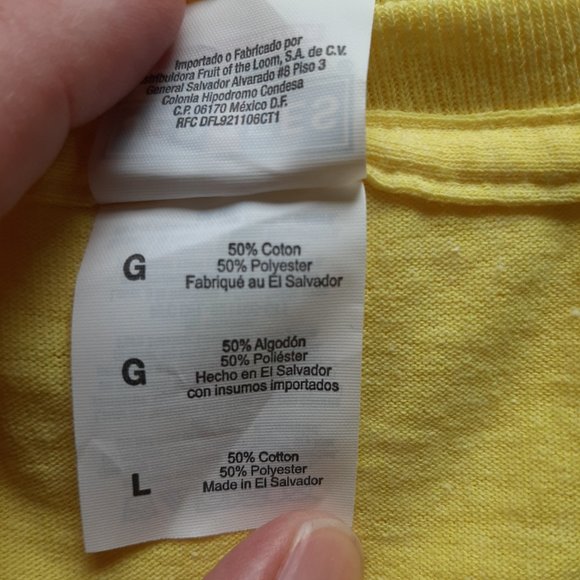 Importado o Fabricado por
Fruit of the Loom, S.A. de C.V.
General Salvador Alvarado #8 Piso 3
Colonia Hipodromo Condesa
C.P. 06170 México D.F.
RFC DFL921106CT1
G
50% Coton
50% Polyester
Fabriqué au El Salvador
G
50% Algodón
50% Poliéster
Hecho en El Salvador
con insumos importados
L
50% Cotton
50% Polyester
Made in El Salvador